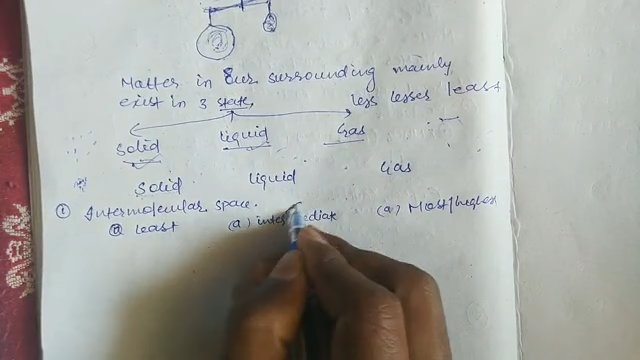 Matter in our surrounding mainly
exist in 3 state. less lesser least
solid liquid Gas
solid liquid Gas
① Intermolecular space.
(a) least (a) intermediate (a) Most/highest